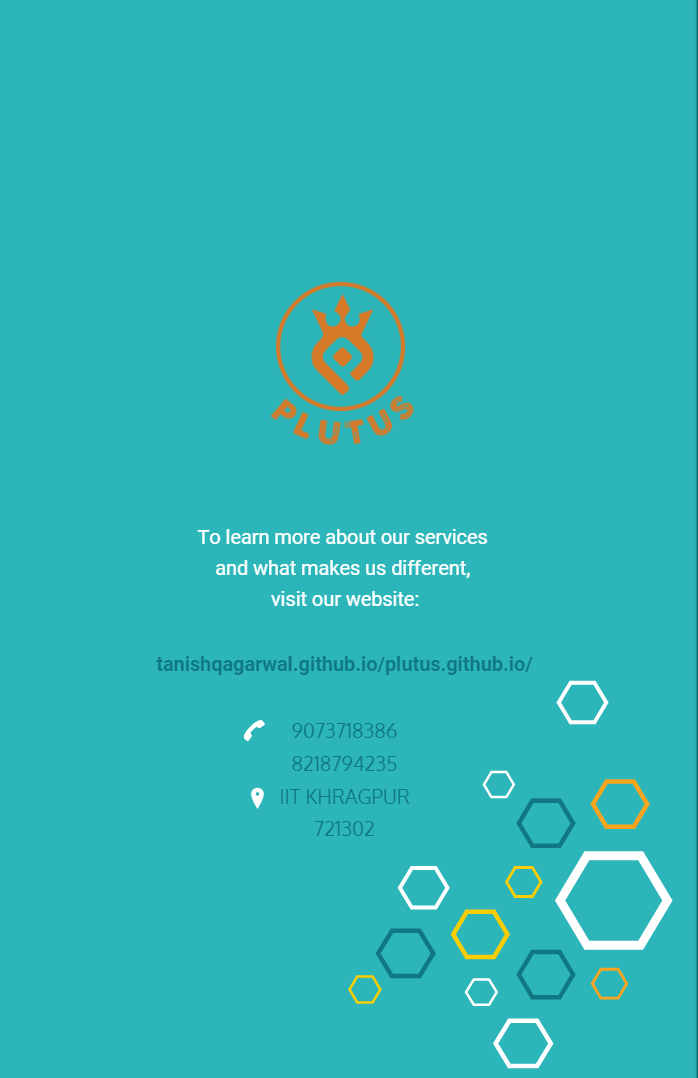 PLUTUS
To learn more about our services
and what makes us different,
visit our website:
tanishqagarwal.github.io/plutus.github.io/
9073718386
8218794235
IIT KHRAGPUR
721302